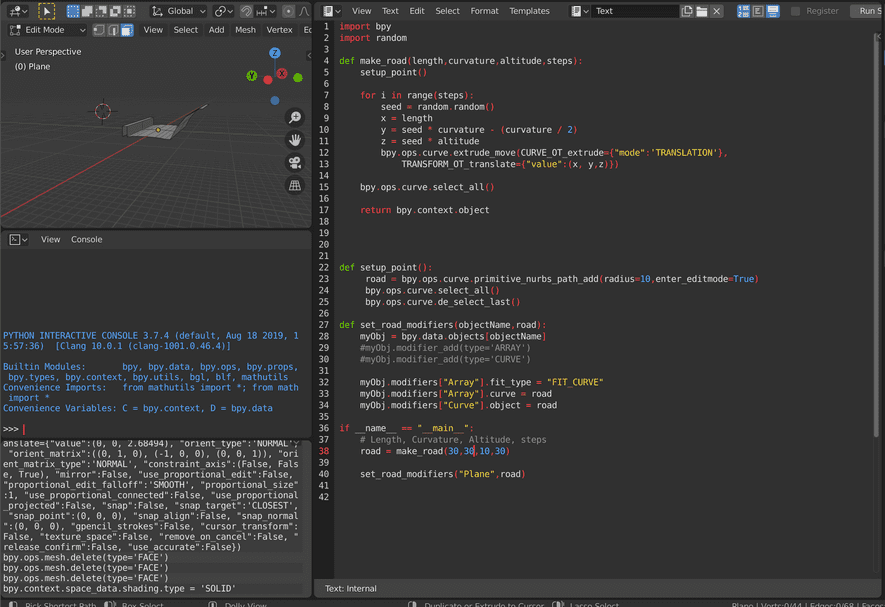 Global
View Text Edit Select Format Templates
Text
Register
Run S
Edit Mode
View Select Add Mesh Vertex
User Perspective
(0) Plane
Z
Y
X
View Console
PYTHON INTERACTIVE CONSOLE 3.7.4 (default, Aug 18 2019, 1
5:57:36) [Clang 10.0.1 (clang-1001.0.46.4)]
Builtin Modules: bpy, bpy.data, bpy.ops, bpy.props,
bpy.types, bpy.context, bpy.utils, bgl, blf, mathutils
Convenience Imports: from mathutils import *; from math
import *
Convenience Variables: C = bpy.context, D = bpy.data
>>>
anslate={"value":(0, 0, 2.68494), "orient_type":'NORMAL',
"orient_matrix":((0, 1, 0), (-1, 0, 0), (0, 0, 1)), "ori
ent_matrix_type":'NORMAL', "constraint_axis":(False, Fals
e, True), "mirror":False, "use_proportional_edit":False,
"proportional_edit_falloff":'SMOOTH', "proportional_size"
:1, "use_proportional_connected":False, "use_proportional
_projected":False, "snap":False, "snap_target":'CLOSEST',
"snap_point":(0, 0, 0), "snap_align":False, "snap_normal
":(0, 0, 0), "gpencil_strokes":False, "cursor_transform":
False, "texture_space":False, "remove_on_cancel":False, "
release_confirm":False, "use_accurate":False})
bpy.ops.mesh.delete(type='FACE')
bpy.ops.mesh.delete(type='FACE')
bpy.ops.mesh.delete(type='FACE')
bpy.context.space_data.shading.type = 'SOLID'
1 import bpy
2 import random
3
4 def make_road(length,curvature,altitude,steps):
5 setup_point()
6
7 for i in range(steps):
8 seed = random.random()
9 x = length
10 y = seed * curvature - (curvature / 2)
11 z = seed * altitude
12 bpy.ops.curve.extrude_move(CURVE_OT_extrude={"mode":'TRANSLATION'},
13 TRANSFORM_OT_translate={"value":(x, y,z)})
14
15 bpy.ops.curve.select_all()
16
17 return bpy.context.object
18
19
20
21
22 def setup_point():
23 road = bpy.ops.curve.primitive_nurbs_path_add(radius=10,enter_editmode=True)
24 bpy.ops.curve.select_all()
25 bpy.ops.curve.de_select_last()
26
27 def set_road_modifiers(objectName,road):
28 myObj = bpy.data.objects[objectName]
29 #myObj.modifier_add(type='ARRAY')
30 #myObj.modifier_add(type='CURVE')
31
32 myObj.modifiers["Array"].fit_type = "FIT_CURVE"
33 myObj.modifiers["Array"].curve = road
34 myObj.modifiers["Curve"].object = road
35
36 if __name__ == "__main__":
37 # Length, Curvature, Altitude, steps
38 road = make_road(30,30,10,30)
39
40 set_road_modifiers("Plane",road)
41
42
Text: Internal
Pick Shortest Path Box Select Dolly View Duplicate or Extrude to Cursor Lasso Select